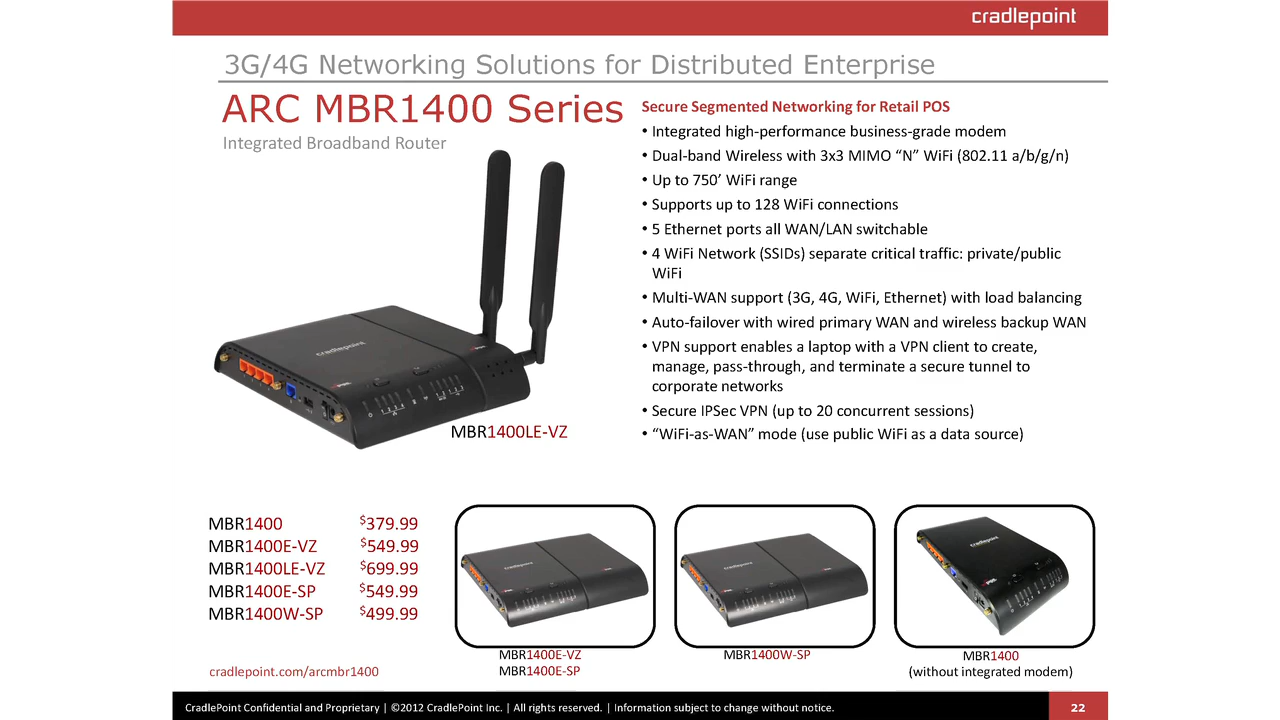 cradlepoint
3G/4G Networking Solutions for Distributed Enterprise
ARC MBR1400 Series
Integrated Broadband Router
Secure Segmented Networking for Retail POS
• Integrated high-performance business-grade modem
• Dual-band Wireless with 3x3 MIMO “N” WiFi (802.11 a/b/g/n)
• Up to 750’ WiFi range
• Supports up to 128 WiFi connections
• 5 Ethernet ports all WAN/LAN switchable
• 4 WiFi Network (SSIDs) separate critical traffic: private/public
WiFi
• Multi-WAN support (3G, 4G, WiFi, Ethernet) with load balancing
• Auto-failover with wired primary WAN and wireless backup WAN
• VPN support enables a laptop with a VPN client to create,
manage, pass-through, and terminate a secure tunnel to
corporate networks
• Secure IPSec VPN (up to 20 concurrent sessions)
• “WiFi-as-WAN” mode (use public WiFi as a data source)
cradlepoint
MBR1400LE-VZ
MBR1400 $379.99
MBR1400E-VZ $549.99
MBR1400LE-VZ $699.99
MBR1400E-SP $549.99
MBR1400W-SP $499.99
cradlepoint.com/arcmbr1400
cradlepoint
MBR1400E-VZ
MBR1400E-SP
cradlepoint
MBR1400W-SP
cradlepoint
MBR1400
(without integrated modem)
CradlePoint Confidential and Proprietary | ©2012 CradlePoint Inc. | All rights reserved. | Information subject to change without notice.
22